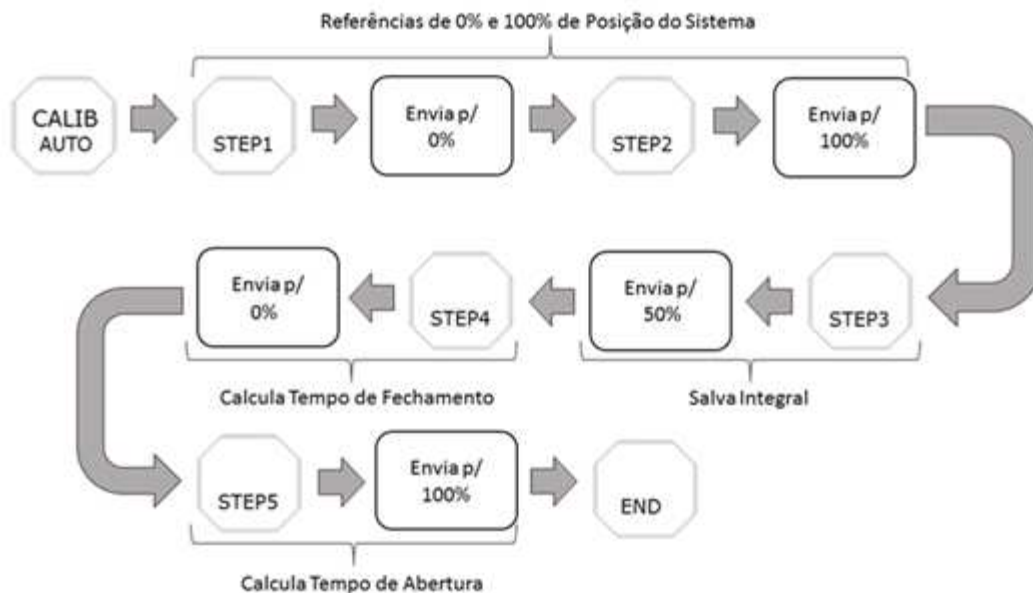 Referências de 0% e 100% de Posição do Sistema
CALIB
AUTO
STEP1
Envia p/
0%
STEP2
Envia p/
100%
STEP3
Envia p/
50%
STEP4
Envia p/
0%
Salva Integral
Calcula Tempo de Fechamento
STEP5
Envia p/
100%
END
Calcula Tempo de Abertura